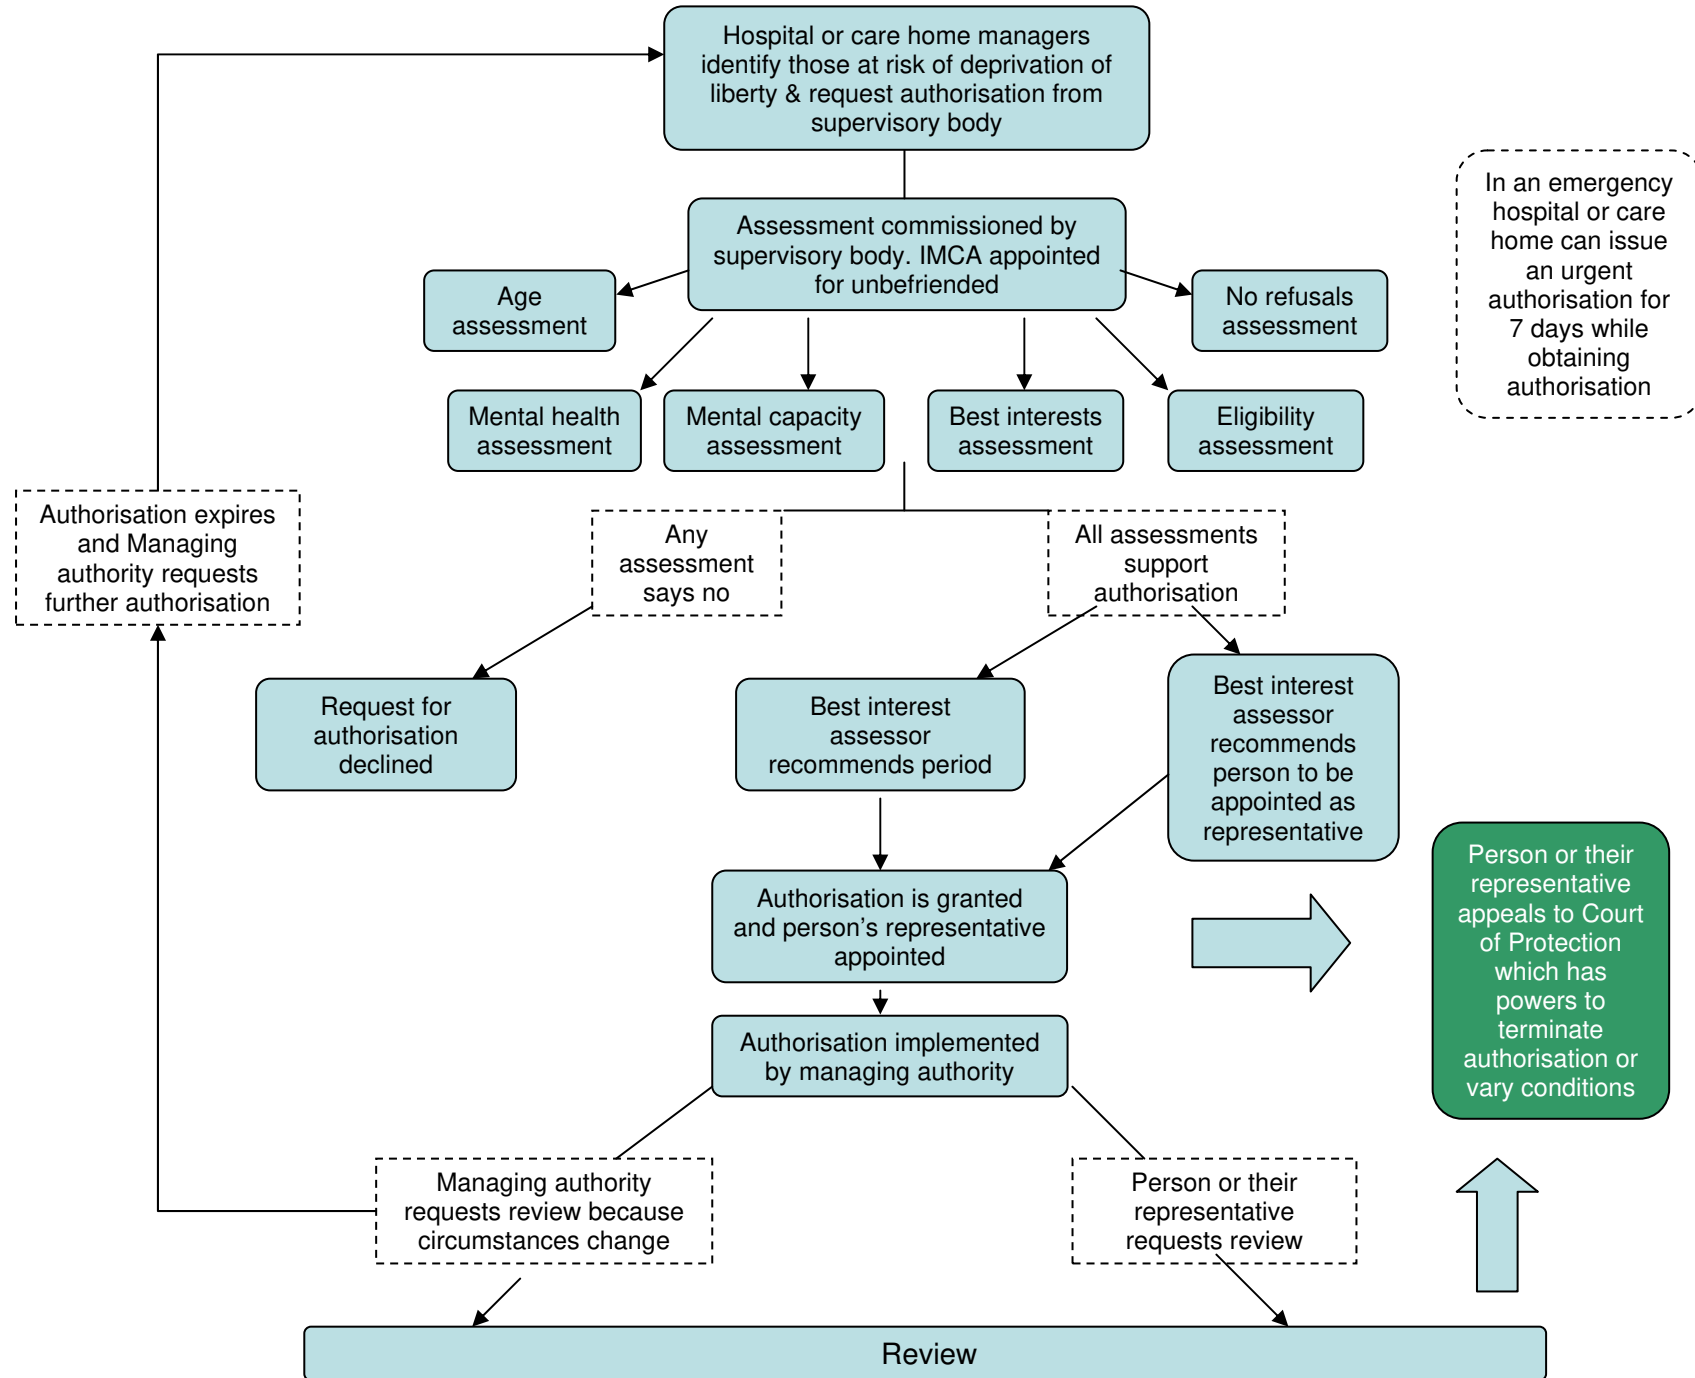 Hospital or care home managers
identify those at risk of deprivation of
liberty & request authorisation from
supervisory body
In an emergency
hospital or care
home can issue
an urgent
authorisation for
7 days while
obtaining
authorisation
Assessment commissioned by
supervisory body. IMCA appointed
for unbefriended
Age
assessment
No refusals
assessment
Mental health
assessment
Mental capacity
assessment
Best interests
assessment
Eligibility
assessment
Authorisation expires
and Managing
authority requests
further authorisation
Any
assessment
says no
All assessments
support
authorisation
Request for
authorisation
declined
Best interest
assessor
recommends period
Best interest
assessor
recommends
person to be
appointed as
representative
Person or their
representative
appeals to Court
of Protection
which has
powers to
terminate
authorisation or
vary conditions
Authorisation is granted
and person's representative
appointed
Authorisation implemented
by managing authority
Managing authority
requests review because
circumstances change
Person or their
representative
requests review
Review